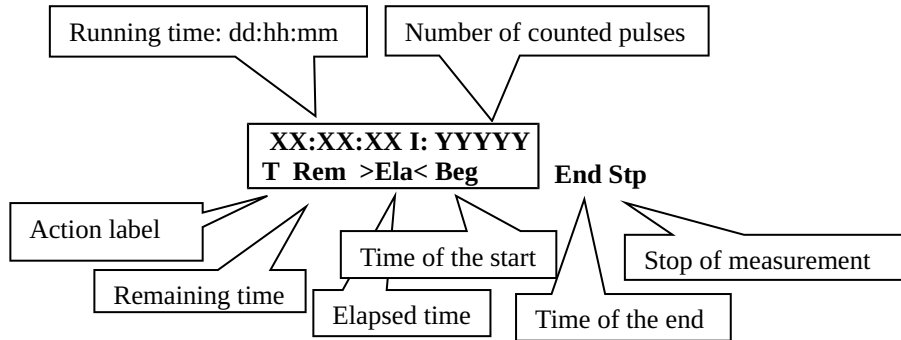 Running time: dd:hh:mm
Number of counted pulses
XX:XX:XX I: YYYYY
T Rem >Ela< Beg
End Stp
Action label
Time of the start
Stop of measurement
Remaining time
Elapsed time
Time of the end